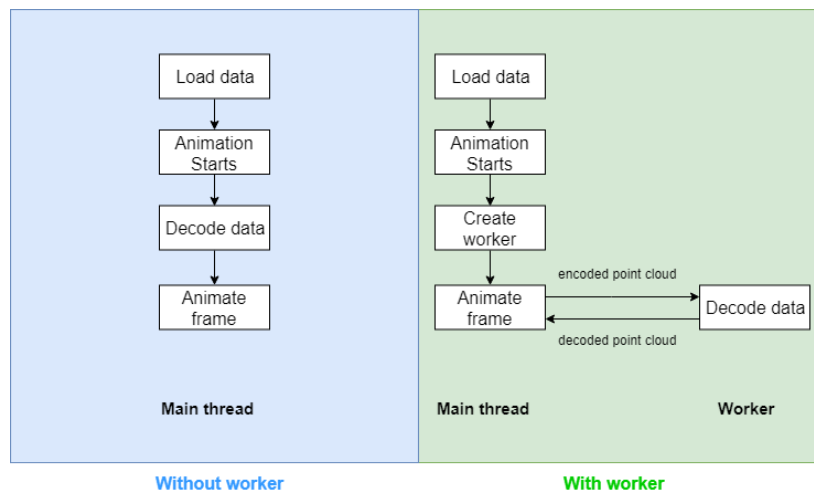 Load data
Animation
Starts
Decode data
Animate
frame
Main thread
Without worker
Load data
Animation
Starts
Create
worker
Animate
frame
encoded point cloud
decoded point cloud
Decode data
Main thread
Worker
With worker